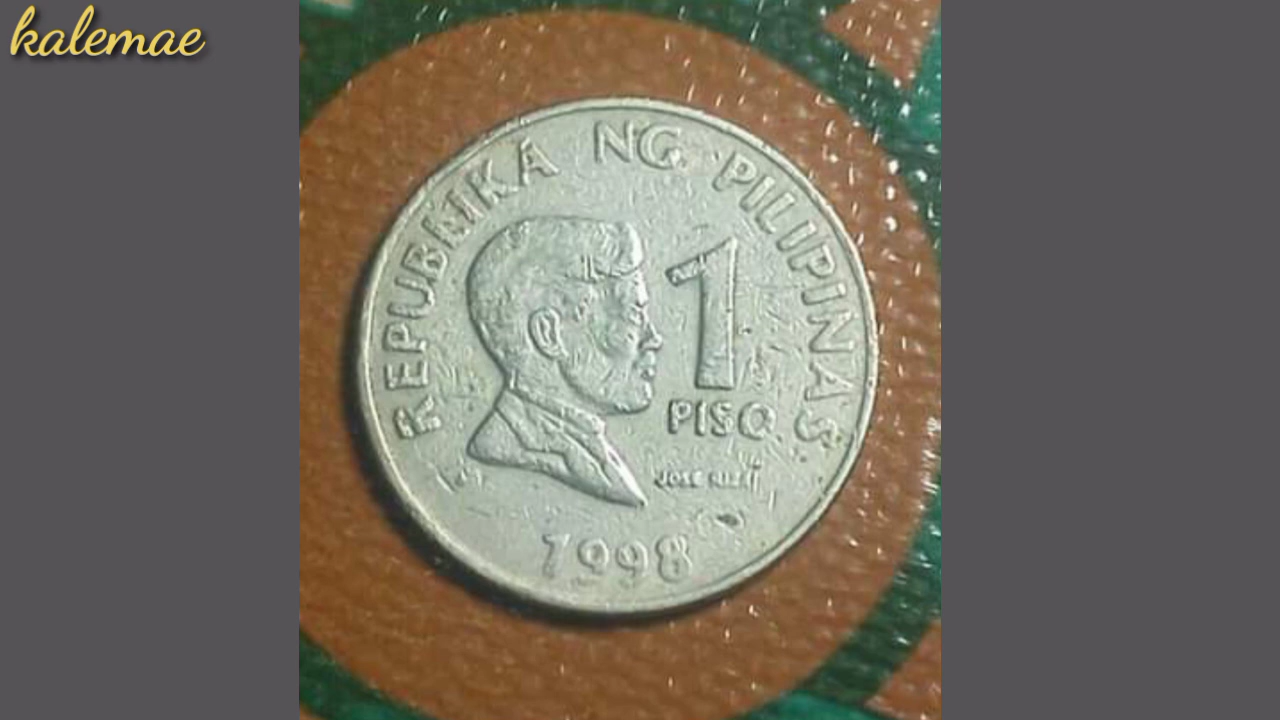 kalemae
REPUBLIKA NG PILIPINAS
1
PISO
JOSE RIZAL
1998